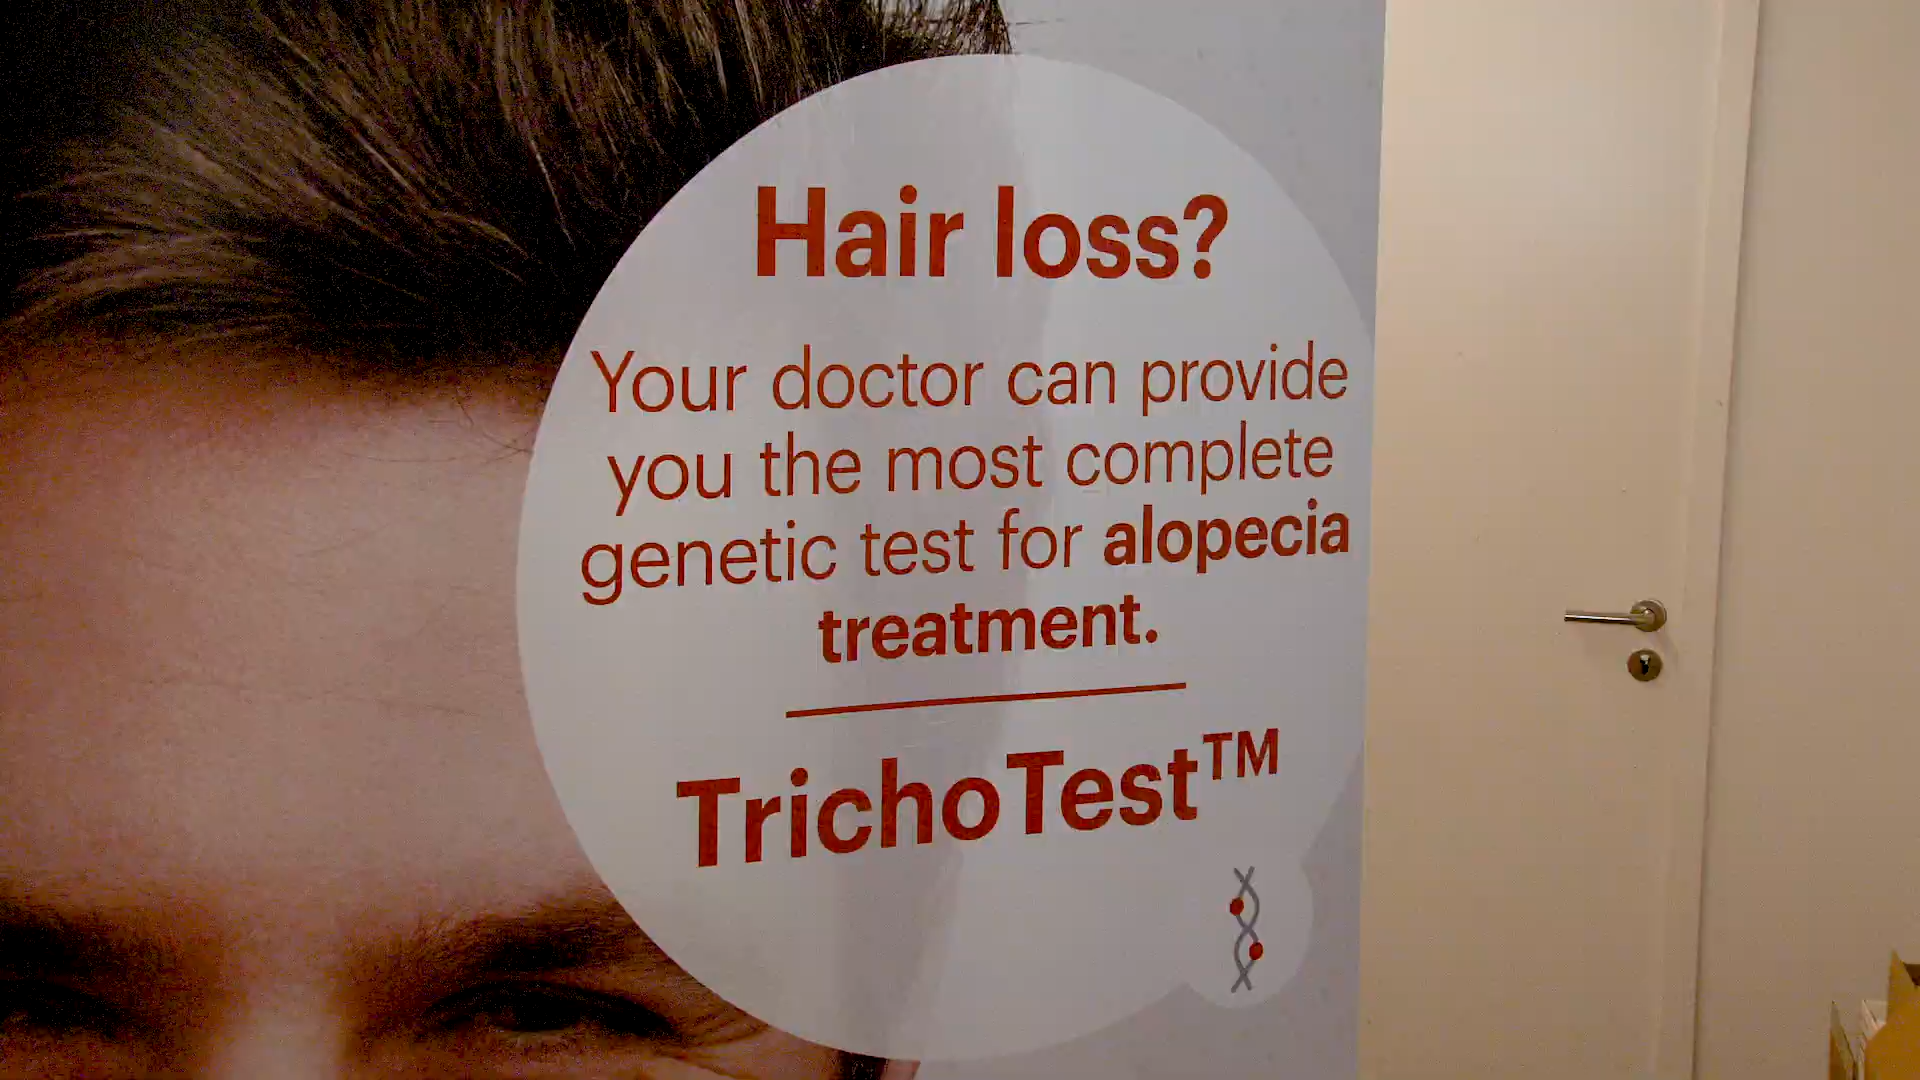 Hair loss?
Your doctor can provide
you the most complete
genetic test for alopecia
treatment.
TrichoTest™